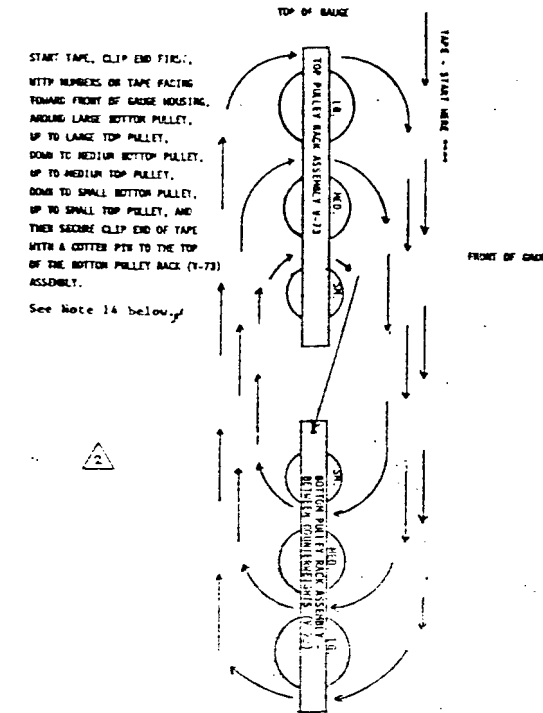 TOP OF GAUGE
START TAPE, CLIP END FIRST,
WITH NUMBERS ON TAPE FACING
TOWARD FRONT OF GAUGE HOUSING,
AROUND LARGE BOTTOM PULLEY,
UP TO LARGE TOP PULLEY,
DOWN TO MEDIUM BOTTOM PULLEY,
UP TO MEDIUM TOP PULLEY,
DOWN TO SMALL BOTTOM PULLEY,
UP TO SMALL TOP PULLEY, AND
THEN SECURE CLIP END OF TAPE
WITH A COTTER PIN TO THE TOP
OF THE BOTTOM PULLEY RACK (V-73)
ASSEMBLY.
See Note 14 below.
TAPE - START HERE
TOP PULLEY RACK ASSEMBLY V-73
LG.
MED.
SM.
FRONT OF GAUG
2
SM.
MED.
LG.
BOTTOM PULLEY RACK ASSEMBLY -
BETWEEN COUNTERWEIGHTS